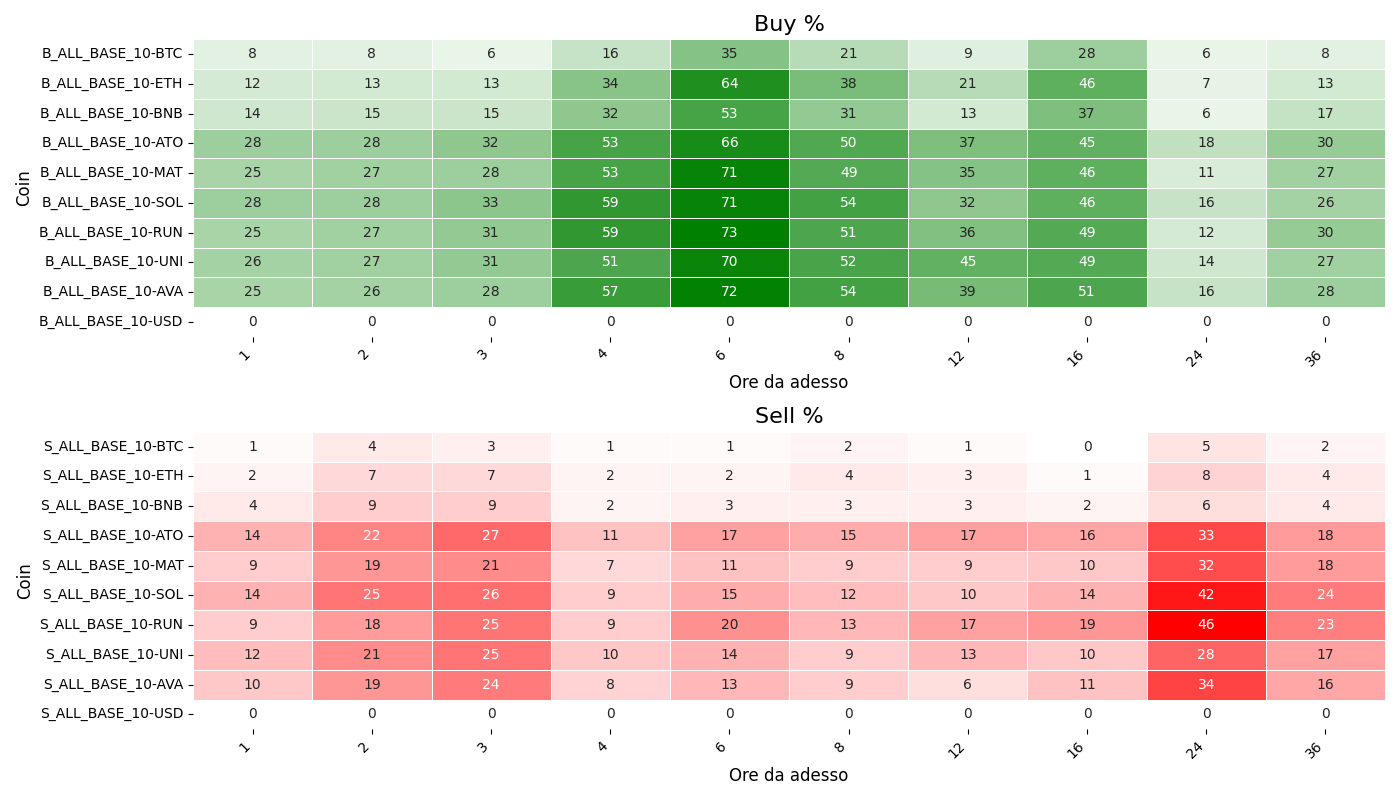 Buy %
Coin
B_ALL_BASE_10-BTC 8 8 6 16 35 21 9 28 6 8
B_ALL_BASE_10-ETH 12 13 13 34 64 38 21 46 7 13
B_ALL_BASE_10-BNB 14 15 15 32 53 31 13 37 6 17
B_ALL_BASE_10-ATO 28 28 32 53 66 50 37 45 18 30
B_ALL_BASE_10-MAT 25 27 28 53 71 49 35 46 11 27
B_ALL_BASE_10-SOL 28 28 33 59 71 54 32 46 16 26
B_ALL_BASE_10-RUN 25 27 31 59 73 51 36 49 12 30
B_ALL_BASE_10-UNI 26 27 31 51 70 52 45 49 14 27
B_ALL_BASE_10-AVA 25 26 28 57 72 54 39 51 16 28
B_ALL_BASE_10-USD 0 0 0 0 0 0 0 0 0 0
1 2 3 4 6 8 12 16 24 36
Ore da adesso
Sell %
Coin
S_ALL_BASE_10-BTC 1 4 3 1 1 2 1 0 5 2
S_ALL_BASE_10-ETH 2 7 7 2 2 4 3 1 8 4
S_ALL_BASE_10-BNB 4 9 9 2 3 3 3 2 6 4
S_ALL_BASE_10-ATO 14 22 27 11 17 15 17 16 33 18
S_ALL_BASE_10-MAT 9 19 21 7 11 9 9 10 32 18
S_ALL_BASE_10-SOL 14 25 26 9 15 12 10 14 42 24
S_ALL_BASE_10-RUN 9 18 25 9 20 13 17 19 46 23
S_ALL_BASE_10-UNI 12 21 25 10 14 9 13 10 28 17
S_ALL_BASE_10-AVA 10 19 24 8 13 9 6 11 34 16
S_ALL_BASE_10-USD 0 0 0 0 0 0 0 0 0 0
1 2 3 4 6 8 12 16 24 36
Ore da adesso